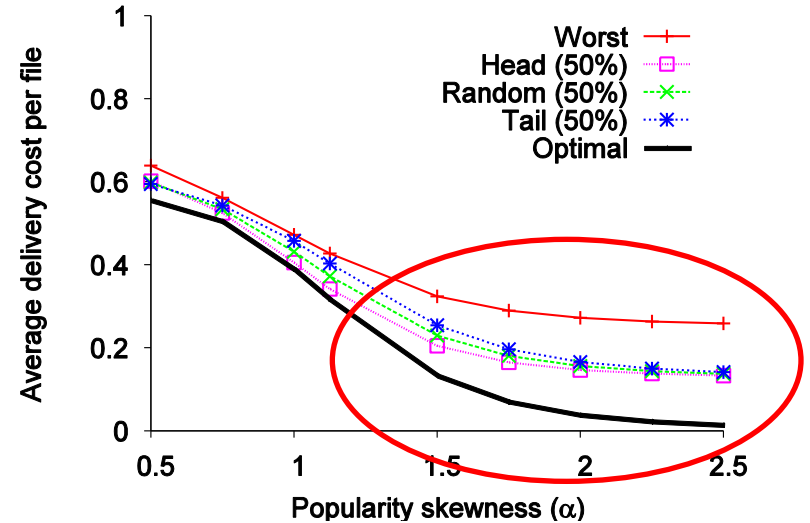 Average delivery cost per file
1
0.8
0.6
0.4
0.2
0
Worst
Head (50%)
Random (50%)
Tail (50%)
Optimal
0.5 1 1.5 2 2.5
Popularity skewness (α)